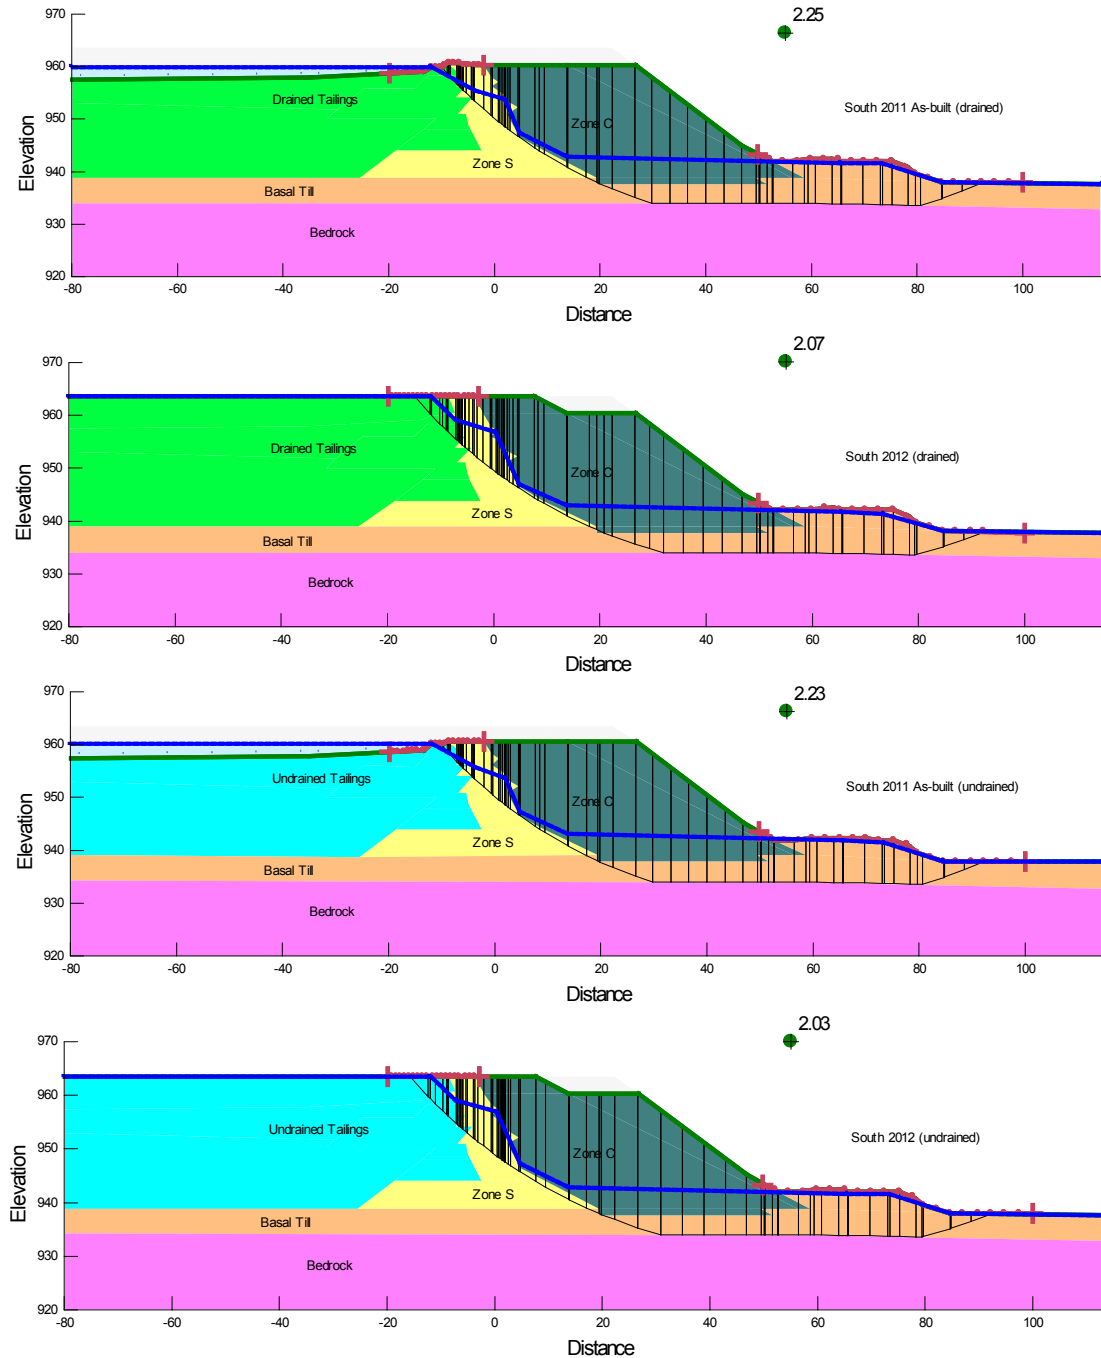 2.25
970
960
950
940
930
920
Elevation
Drained Tailings
Zone C
Zone S
Basal Till
Bedrock
South 2011 As-built (drained)
-80 -60 -40 -20 0 20 40 60 80 100
Distance
2.07
970
960
950
940
930
920
Elevation
Drained Tailings
Zone C
Zone S
Basal Till
Bedrock
South 2012 (drained)
-80 -60 -40 -20 0 20 40 60 80 100
Distance
2.23
970
960
950
940
930
920
Elevation
Undrained Tailings
Zone C
Zone S
Basal Till
Bedrock
South 2011 As-built (undrained)
-80 -60 -40 -20 0 20 40 60 80 100
Distance
2.03
970
960
950
940
930
920
Elevation
Undrained Tailings
Zone C
Zone S
Basal Till
Bedrock
South 2012 (undrained)
-80 -60 -40 -20 0 20 40 60 80 100
Distance